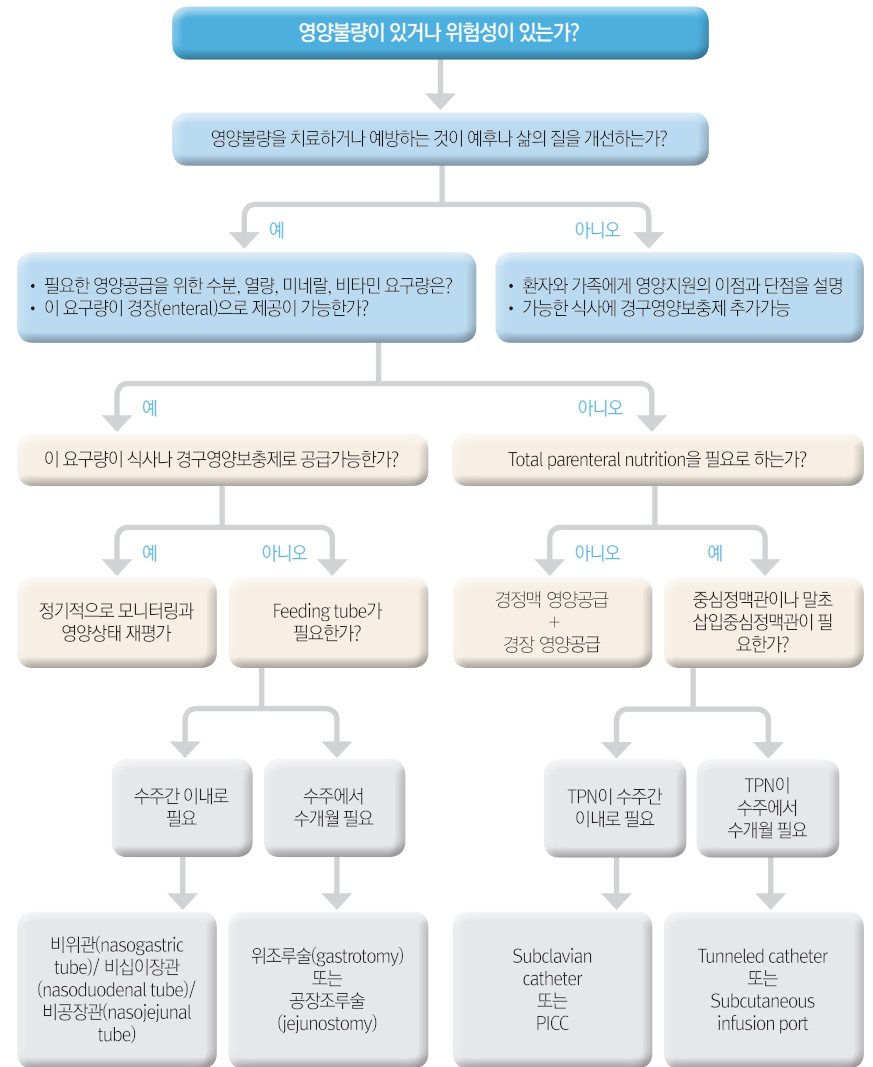 영양불량이 있거나 위험성이 있는가?
영양불량을 치료하거나 예방하는 것이 예후나 삶의 질을 개선하는가?
예
아니오
• 필요한 영양공급을 위한 수분, 열량, 미네랄, 비타민 요구량은?
• 이 요구량이 경장(enteral)으로 제공이 가능한가?
• 환자와 가족에게 영양지원의 이점과 단점을 설명
• 가능한 식사에 경구영양보충제 추가가능
예
아니오
이 요구량이 식사나 경구영양보충제로 공급가능한가?
Total parenteral nutrition을 필요로 하는가?
예
아니오
아니오
예
정기적으로 모니터링과
영양상태 재평가
Feeding tube가
필요한가?
경정맥 영양공급
+
경장 영양공급
중심정맥관이나 말초
삽입중심정맥관이 필
요한가?
수주간 이내로
필요
수주에서
수개월 필요
TPN이 수주간
이내로 필요
TPN이
수주에서
수개월 필요
비위관(nasogastric
tube)/ 비십이장관
(nasoduodenal tube)/
비공장관(nasojejunal
tube)
위조루술(gastrotomy)
또는
공장조루술
(jejunostomy)
Subclavian
catheter
또는
PICC
Tunneled catheter
또는
Subcutaneous
infusion port